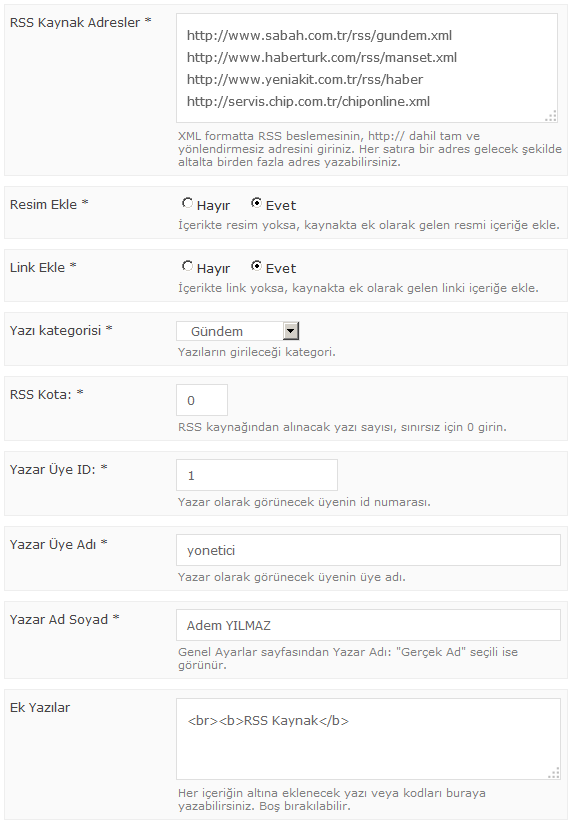 RSS Kaynak Adresler *
http://www.sabah.com.tr/rss/gundem.xml
http://www.haberturk.com/rss/manset.xml
http://www.yeniakit.com.tr/rss/haber
http://servis.chip.com.tr/chiponline.xml
XML formatta RSS beslemesinin, http:// dahil tam ve
yönlendirmesiz adresini giriniz. Her satıra bir adres gelecek şekilde
altalta birden fazla adres yazabilirsiniz.
Resim Ekle *
Hayır Evet
İçerikte resim yoksa, kaynakta ek olarak gelen resmi içeriğe ekle.
Link Ekle *
Hayır Evet
İçerikte link yoksa, kaynakta ek olarak gelen linki içeriğe ekle.
Yazı kategorisi *
Gündem
Yazıların girileceği kategori.
RSS Kota: *
0
RSS kaynağından alınacak yazı sayısı, sınırsız için 0 girin.
Yazar Üye ID: *
1
Yazar olarak görünecek üyenin id numarası.
Yazar Üye Adı *
yonetici
Yazar olarak görünecek üyenin üye adı.
Yazar Ad Soyad *
Adem YILMAZ
Genel Ayarlar sayfasından Yazar Adı: "Gerçek Ad" seçili ise
görünür.
Ek Yazılar
<br><b>RSS Kaynak</b>
Her içeriğin altına eklenecek yazı veya kodları buraya
yazabilirsiniz. Boş bırakılabilir.